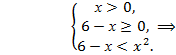 x > 0,
6 − x ≥ 0, ⟹
6 − x < x².